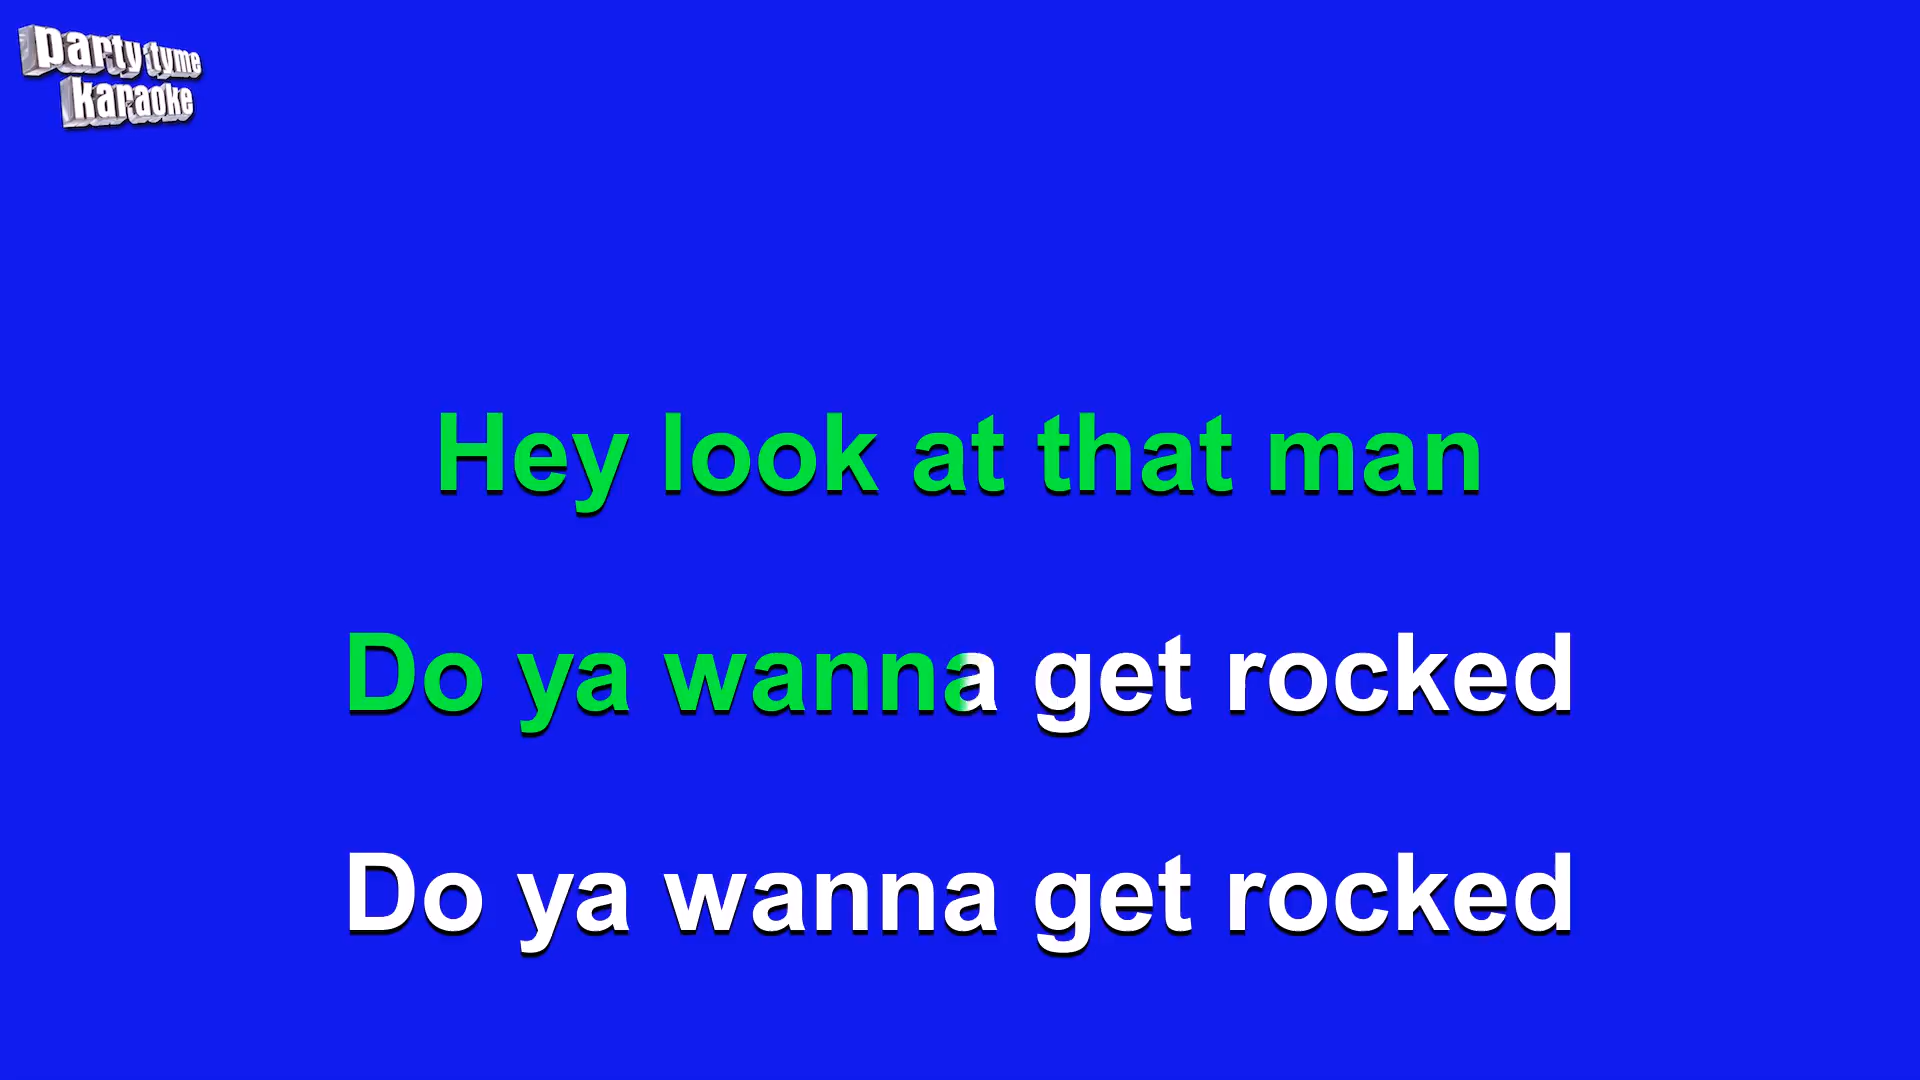 party tyme
karaoke
Hey look at that man
Do ya wanna get rocked
Do ya wanna get rocked